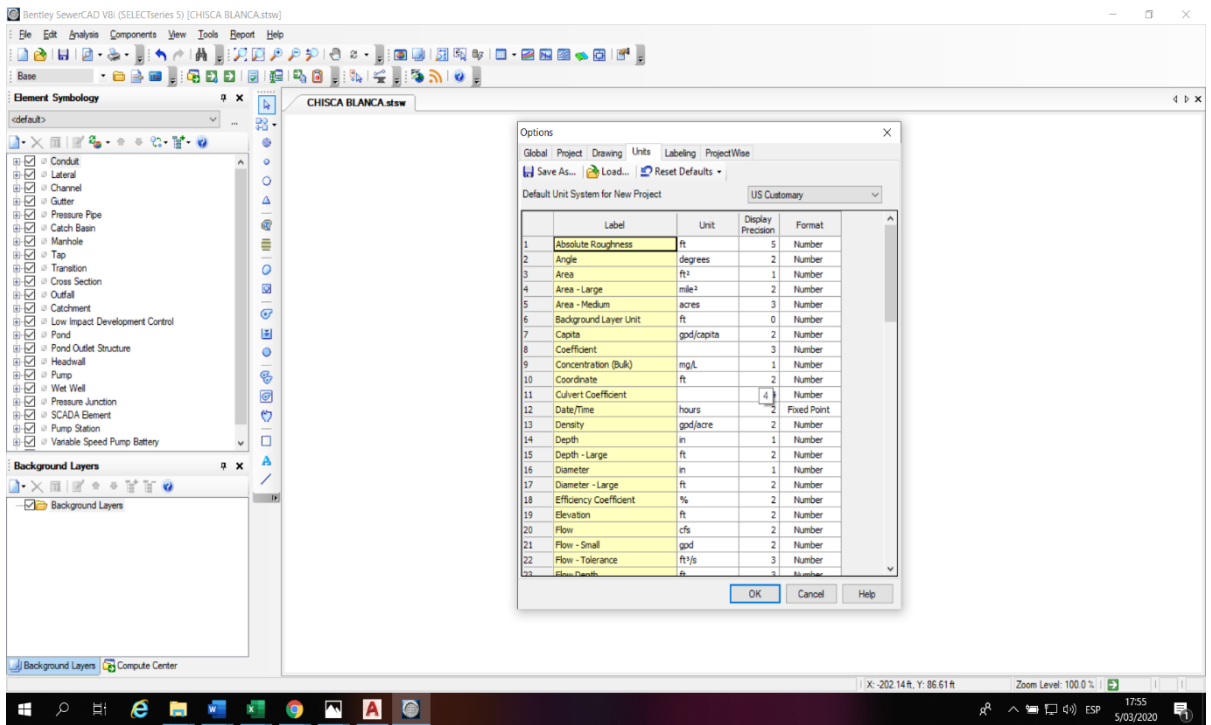 Bentley SewerCAD V8i (SELECTseries 5) [CHISCA BLANCA.stsw]
File Edit Analysis Components View Tools Report Help
Base
Element Symbology
<default>
Conduit
Lateral
Channel
Gutter
Pressure Pipe
Catch Basin
Manhole
Tap
Transition
Cross Section
Outfall
Catchment
Low Impact Development Control
Pond
Pond Outlet Structure
Headwall
Pump
Wet Well
Pressure Junction
SCADA Element
Pump Station
Variable Speed Pump Battery
Background Layers
Background Layers
Background Layers Compute Center
CHISCA BLANCA.stsw
Options
Global Project Drawing Units Labeling ProjectWise
Save As... Load... Reset Defaults
Default Unit System for New Project US Customary
Label Unit Display Precision Format
1 Absolute Roughness ft 5 Number
2 Angle degrees 2 Number
3 Area ft² 1 Number
4 Area - Large mile² 2 Number
5 Area - Medium acres 3 Number
6 Background Layer Unit ft 0 Number
7 Capita gpd/capita 2 Number
8 Coefficient 3 Number
9 Concentration (Bulk) mg/L 1 Number
10 Coordinate ft 2 Number
11 Culvert Coefficient 4 Number
12 Date/Time hours 2 Fixed Point
13 Density gpd/acre 2 Number
14 Depth in 1 Number
15 Depth - Large ft 2 Number
16 Diameter in 1 Number
17 Diameter - Large ft 2 Number
18 Efficiency Coefficient % 2 Number
19 Elevation ft 2 Number
20 Flow cfs 2 Number
21 Flow - Small gpd 2 Number
22 Flow - Tolerance ft³/s 3 Number
23 Flow Depth ft 3 Number
OK Cancel Help
X: -202.14 ft, Y: 86.61 ft Zoom Level: 100.0 %
ESP
17:55
5/03/2020